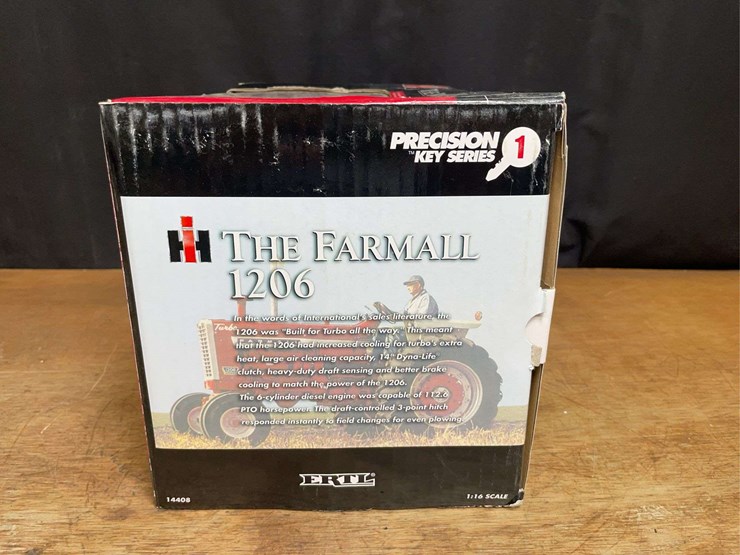 PRECISION
™ KEY SERIES
1
IH THE FARMALL
1206
In the words of International's sales literature, the
1206 was "Built for Turbo all the way." This meant
that the 1206 had increased cooling for turbo's extra
heat, large air cleaning capacity, 14" Dyna-Life
clutch, heavy-duty draft sensing and better brake
cooling to match the power of the 1206.
The 6-cylinder diesel engine was capable of 112.6
PTO horsepower. The draft-controlled 3-point hitch
responded instantly to field changes for even plowing.
Turbo
ERTL®
14408
1:16 SCALE